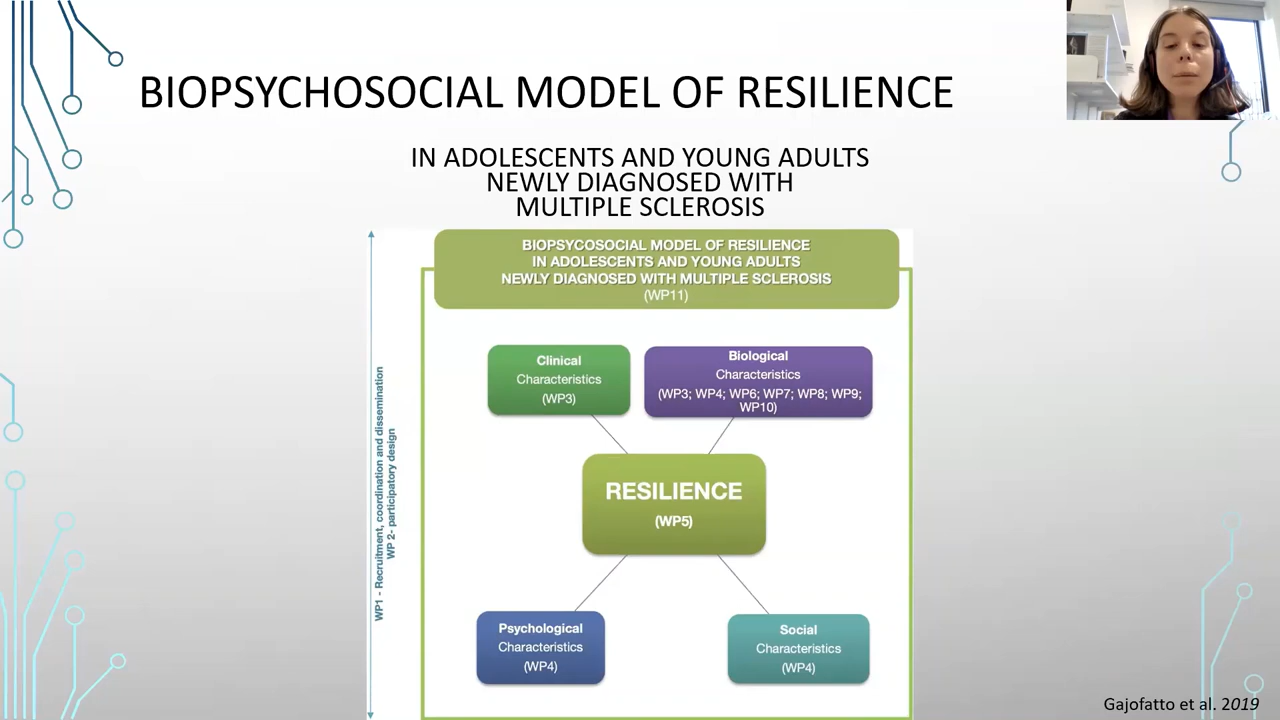 BIOPSYCHOSOCIAL MODEL OF RESILIENCE
IN ADOLESCENTS AND YOUNG ADULTS
NEWLY DIAGNOSED WITH
MULTIPLE SCLEROSIS
BIOPSYCOSOCIAL MODEL OF RESILIENCE
IN ADOLESCENTS AND YOUNG ADULTS
NEWLY DIAGNOSED WITH MULTIPLE SCLEROSIS
(WP11)
Clinical
Characteristics
(WP3)
Biological
Characteristics
(WP3; WP4; WP6; WP7; WP8; WP9;
WP10)
RESILIENCE
(WP5)
Psychological
Characteristics
(WP4)
Social
Characteristics
(WP4)
WP1 - Recruitment, coordination and dissemination
WP 2- participatory design
Gajofatto et al. 2019